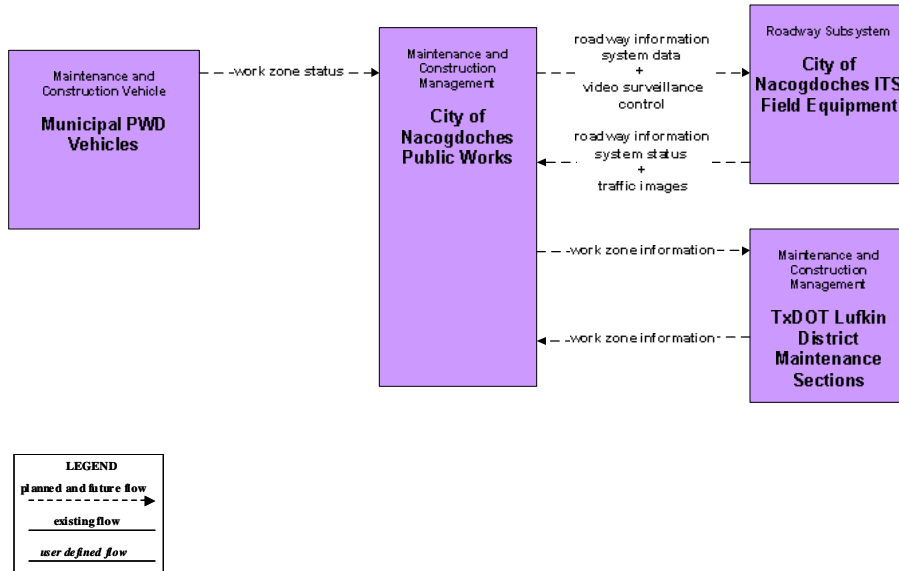 Maintenance and
Construction Vehicle
Municipal PWD
Vehicles
work zone status
Maintenance and
Construction
Management
City of
Nacogdoches
Public Works
roadway information
system data
+
video surveillance
control
roadway information
system status
+
traffic images
Roadway Subsystem
City of
Nacogdoches ITS
Field Equipment
work zone information
work zone information
Maintenance and
Construction
Management
TxDOT Lufkin
District
Maintenance
Sections
LEGEND
planned and future flow
existing flow
user defined flow